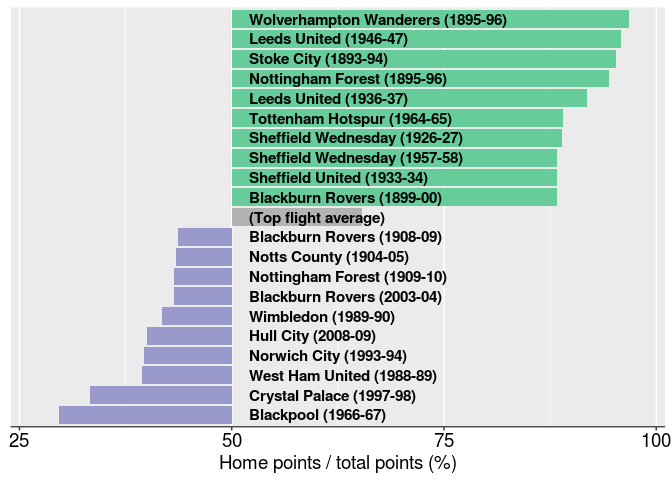 Wolverhampton Wanderers (1895-96)
Leeds United (1946-47)
Stoke City (1893-94)
Nottingham Forest (1895-96)
Leeds United (1936-37)
Tottenham Hotspur (1964-65)
Sheffield Wednesday (1926-27)
Sheffield Wednesday (1957-58)
Sheffield United (1933-34)
Blackburn Rovers (1899-00)
(Top flight average)
Blackburn Rovers (1908-09)
Notts County (1904-05)
Nottingham Forest (1909-10)
Blackburn Rovers (2003-04)
Wimbledon (1989-90)
Hull City (2008-09)
Norwich City (1993-94)
West Ham United (1988-89)
Crystal Palace (1997-98)
Blackpool (1966-67)
25 50 75 100
Home points / total points (%)